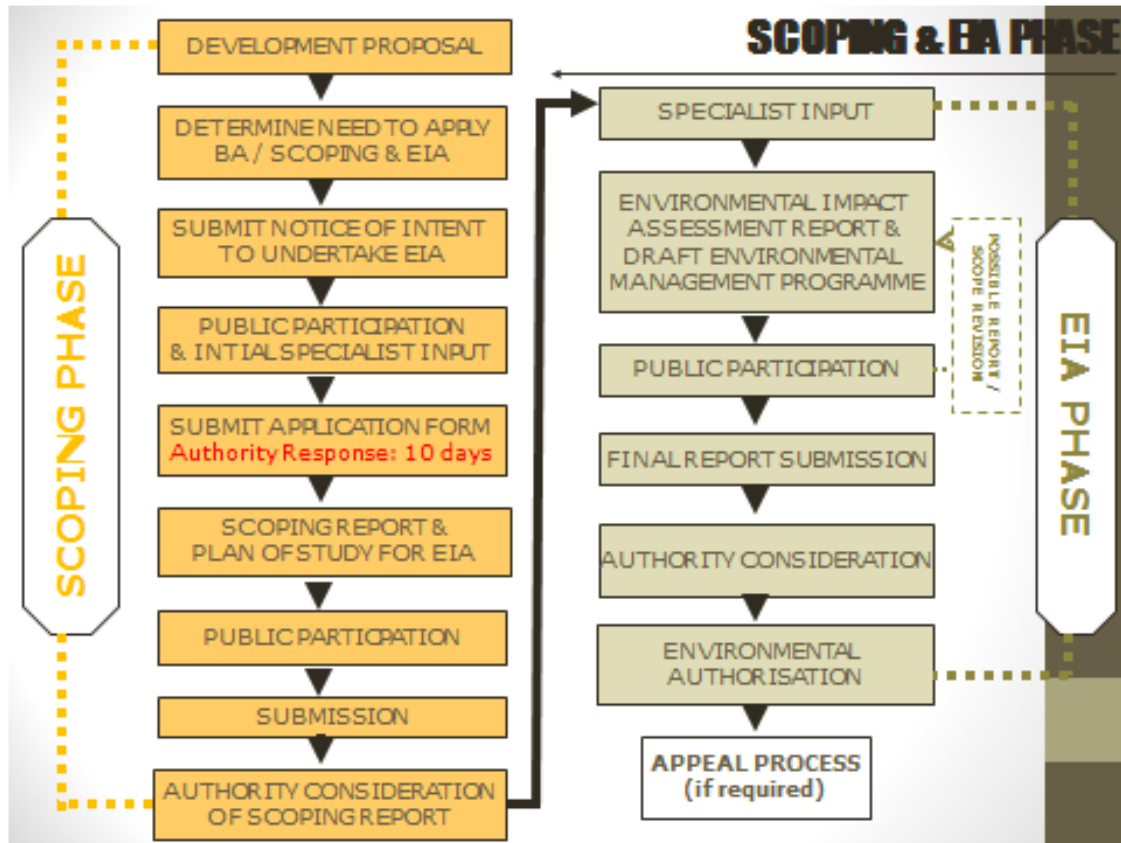 SCOPING & EIA PHASE
SCOPING PHASE
DEVELOPMENT PROPOSAL
DETERMINE NEED TO APPLY
BA / SCOPING & EIA
SUBMIT NOTICE OF INTENT
TO UNDERTAKE EIA
PUBLIC PARTICIPATION
& INTIAL SPECIALIST INPUT
SUBMIT APPLICATION FORM
Authority Response: 10 days
SCOPING REPORT &
PLAN OF STUDY FOR EIA
PUBLIC PARTICPATION
SUBMISSION
AUTHORITY CONSIDERATION
OF SCOPING REPORT
SPECIALIST INPUT
ENVIRONMENTAL IMPACT
ASSESSMENT REPORT &
DRAFT ENVIRONMENTAL
MANAGEMENT PROGRAMME
POSSIBLE REPORT /
SCOPE REVISION
PUBLIC PARTICIPATION
FINAL REPORT SUBMISSION
AUTHORITY CONSIDERATION
ENVIRONMENTAL
AUTHORISATION
APPEAL PROCESS
(if required)
EIA PHASE